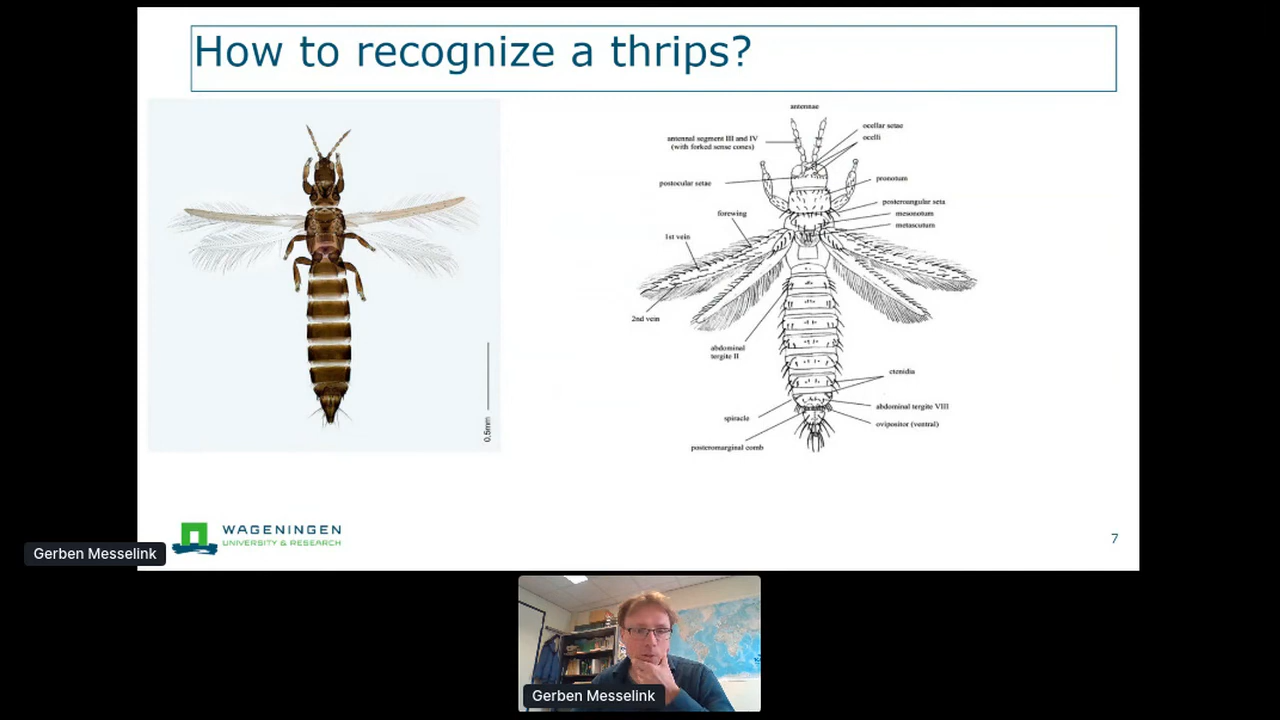 How to recognize a thrips?
antennae
antennal segment III and IV
(with forked sense cones)
ocellar setae
ocelli
postocular setae
pronotum
posteroangular seta
forewing
mesonotum
metascutum
1st vein
2nd vein
abdominal
tergite II
ctenidia
abdominal tergite VIII
spiracle
ovipositor (ventral)
posteromarginal comb
0,5mm
WAGENINGEN
UNIVERSITY & RESEARCH
7
Gerben Messelink
Gerben Messelink